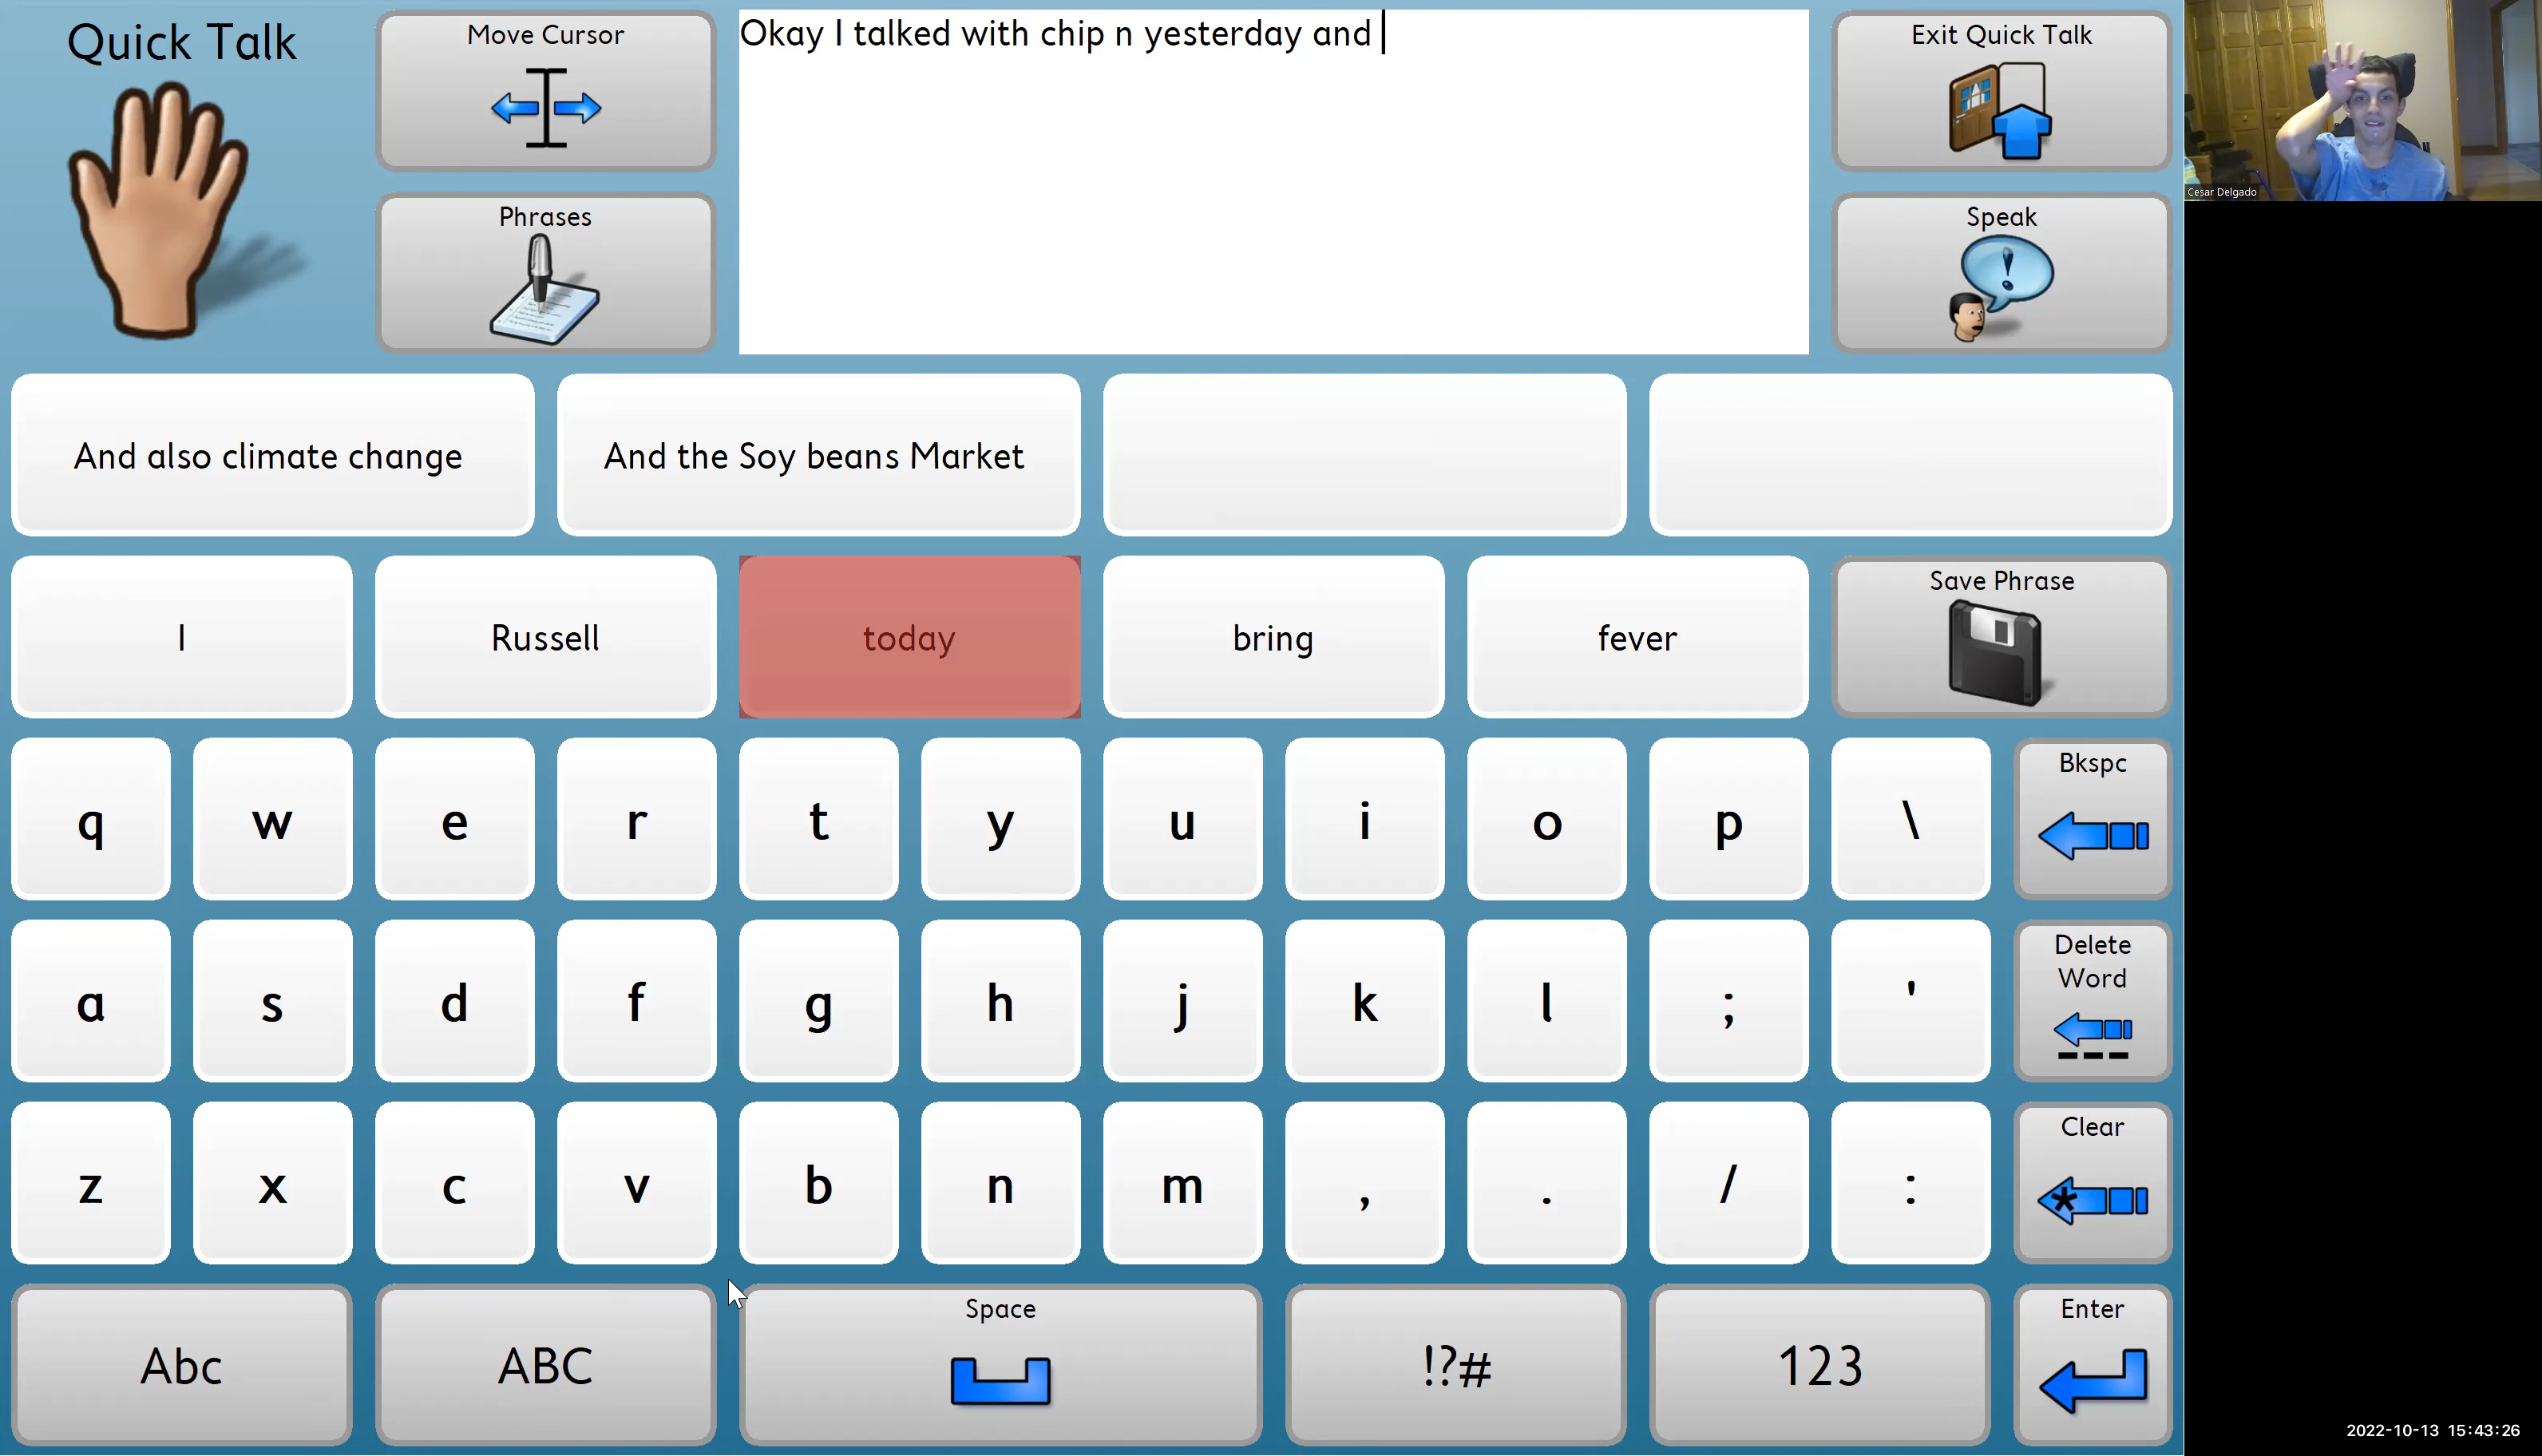 Quick Talk
Move Cursor
Okay I talked with chip n yesterday and
Exit Quick Talk
Cesar Delgado
Phrases
Speak
And also climate change
And the Soy beans Market
I
Russell
today
bring
fever
Save Phrase
q w e r t y u i o p \
Bkspc
a s d f g h j k l ; '
Delete
Word
z x c v b n m , . / :
Clear
*
Abc
ABC
Space
!?#
123
Enter
2022-10-13 15:43:26